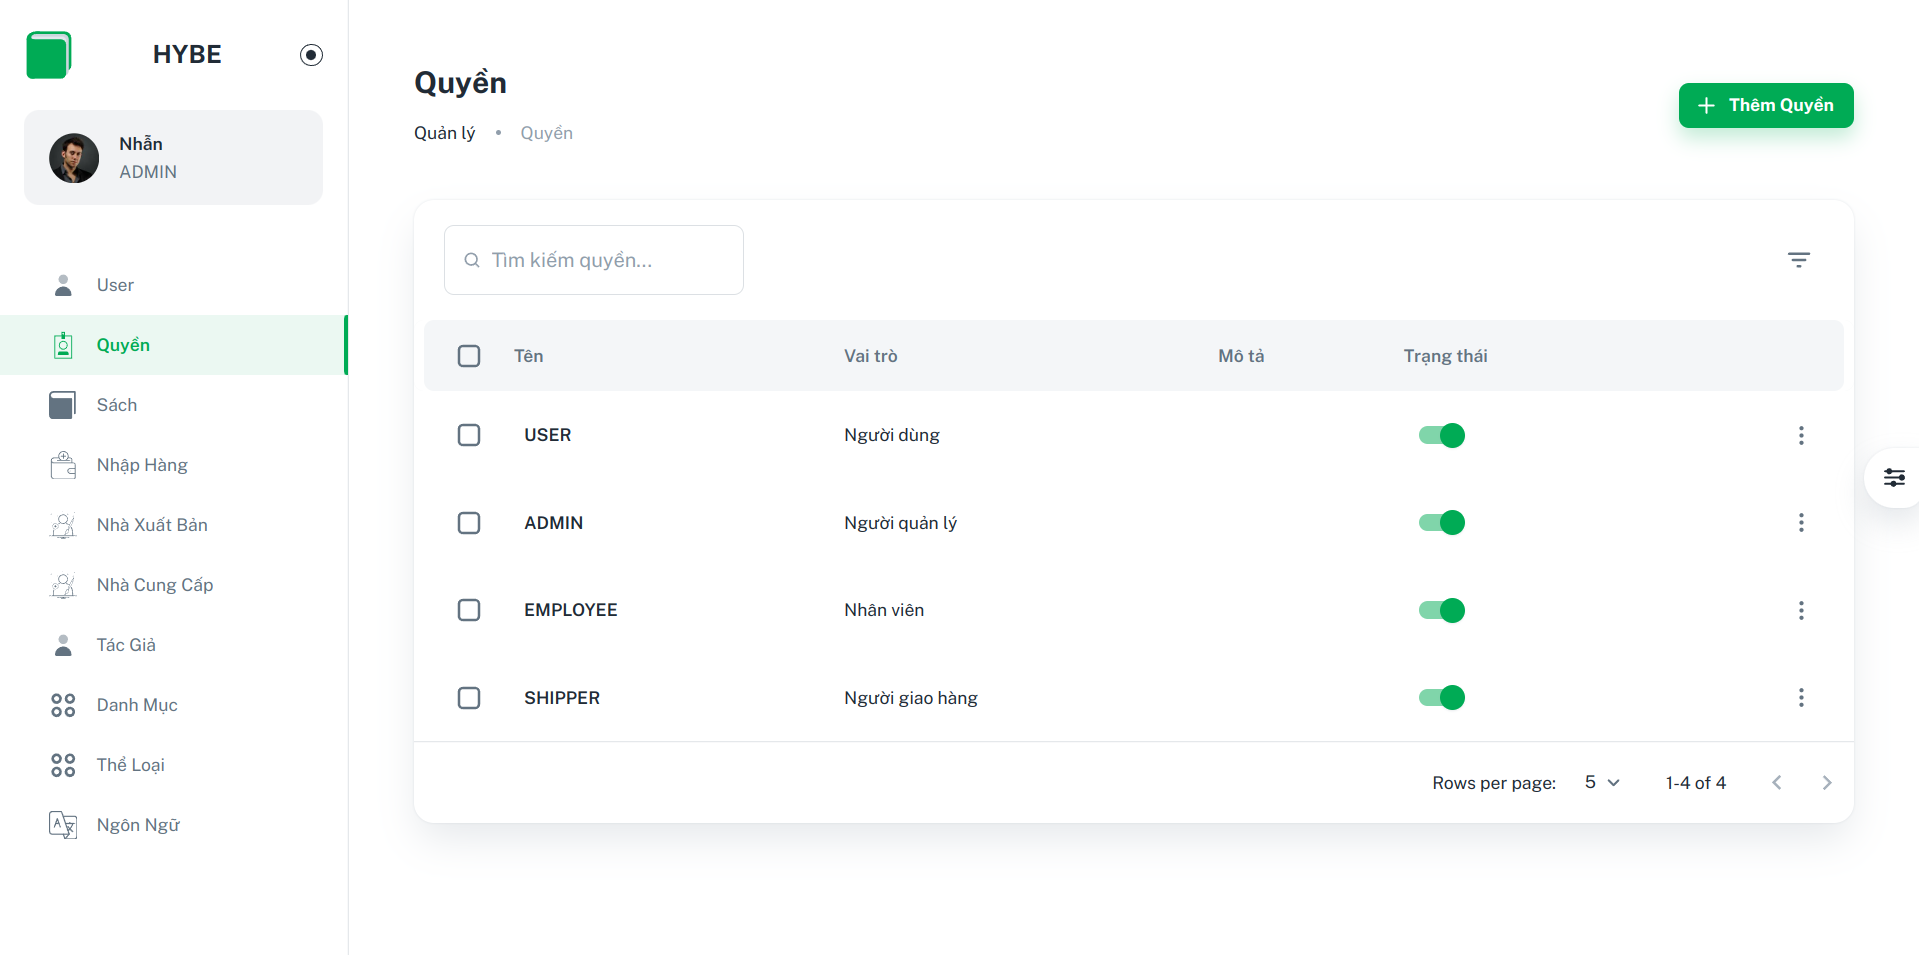 HYBE
Nhẫn
ADMIN
User
Quyền
Sách
Nhập Hàng
Nhà Xuất Bản
Nhà Cung Cấp
Tác Giả
Danh Mục
Thể Loại
Ngôn Ngữ
Quyền
Quản lý • Quyền
Thêm Quyền
Tìm kiếm quyền...
Tên Vai trò Mô tả Trạng thái
USER Người dùng
ADMIN Người quản lý
EMPLOYEE Nhân viên
SHIPPER Người giao hàng
Rows per page: 5 1-4 of 4